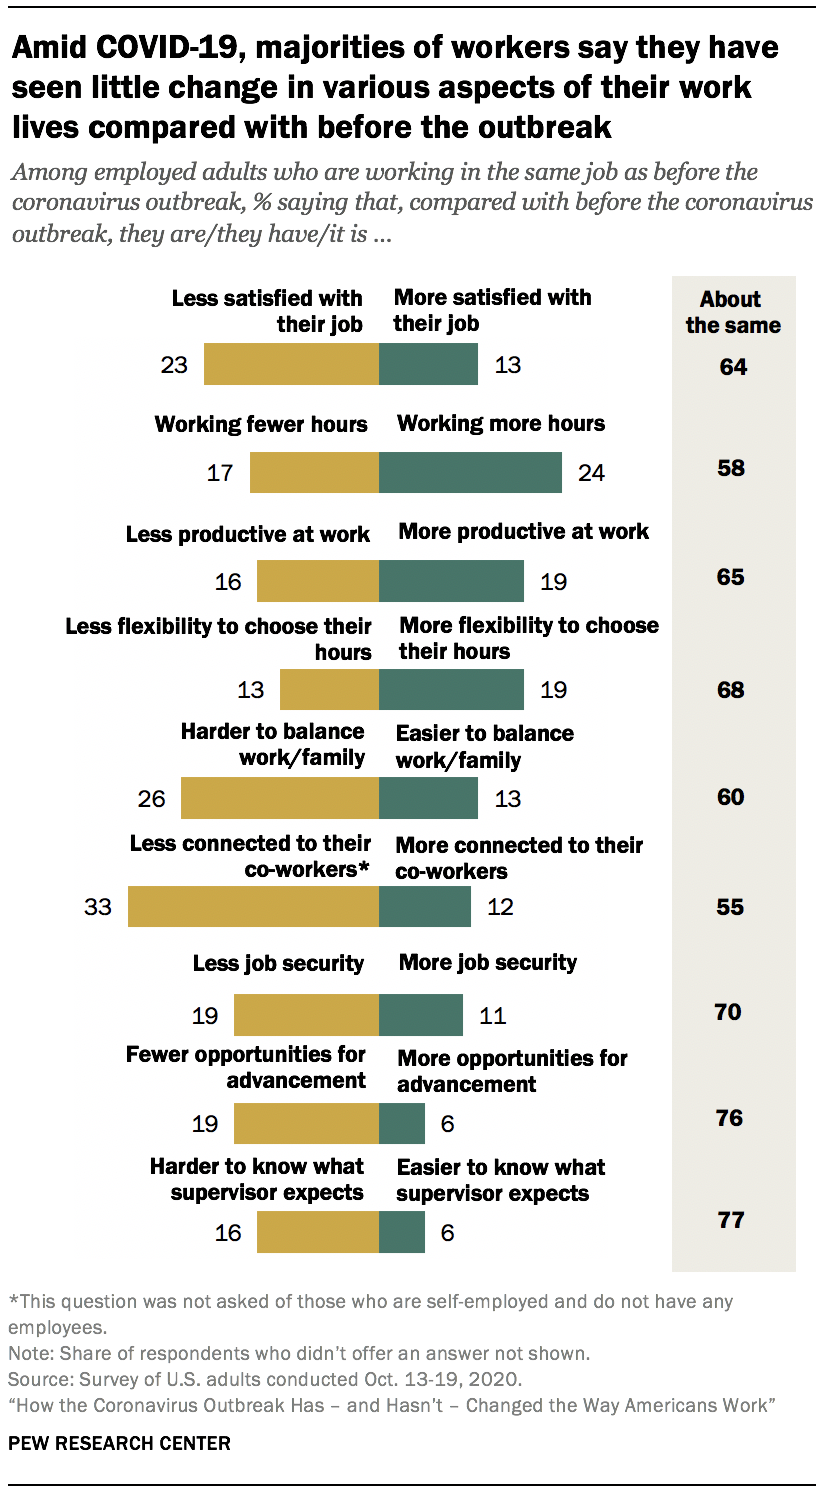 Amid COVID-19, majorities of workers say they have
seen little change in various aspects of their work
lives compared with before the outbreak
Among employed adults who are working in the same job as before the
coronavirus outbreak, % saying that, compared with before the coronavirus
outbreak, they are/they have/it is ...
Less satisfied with
their job
More satisfied with
their job
About
the same
23
13
64
Working fewer hours
Working more hours
17
24
58
Less productive at work
More productive at work
16
19
65
Less flexibility to choose their
hours
More flexibility to choose
their hours
13
19
68
Harder to balance
work/family
Easier to balance
work/family
26
13
60
Less connected to their
co-workers*
More connected to their
co-workers
33
12
55
Less job security
More job security
19
11
70
Fewer opportunities for
advancement
More opportunities for
advancement
19
6
76
Harder to know what
supervisor expects
Easier to know what
supervisor expects
16
6
77
*This question was not asked of those who are self-employed and do not have any
employees.
Note: Share of respondents who didn't offer an answer not shown.
Source: Survey of U.S. adults conducted Oct. 13-19, 2020.
“How the Coronavirus Outbreak Has – and Hasn't – Changed the Way Americans Work”
PEW RESEARCH CENTER